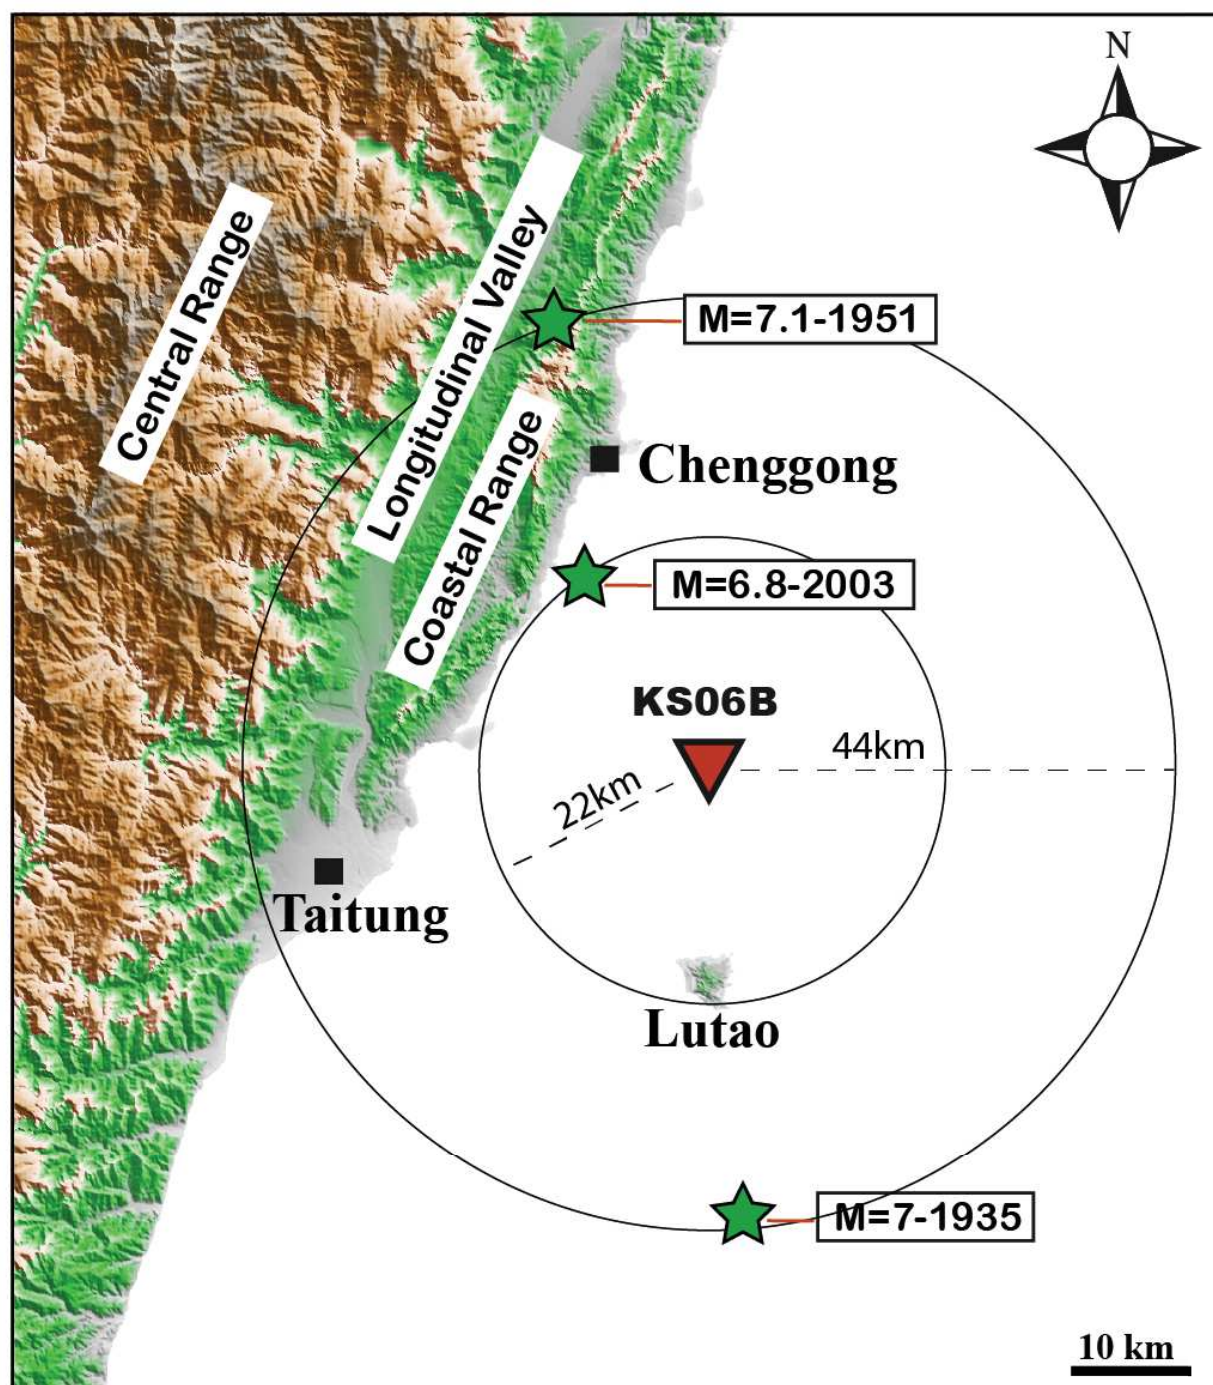 N
Central Range
Longitudinal Valley
M=7.1-1951
Coastal Range
Chenggong
M=6.8-2003
KS06B
44km
22km
Taitung
Lutao
M=7-1935
10 km